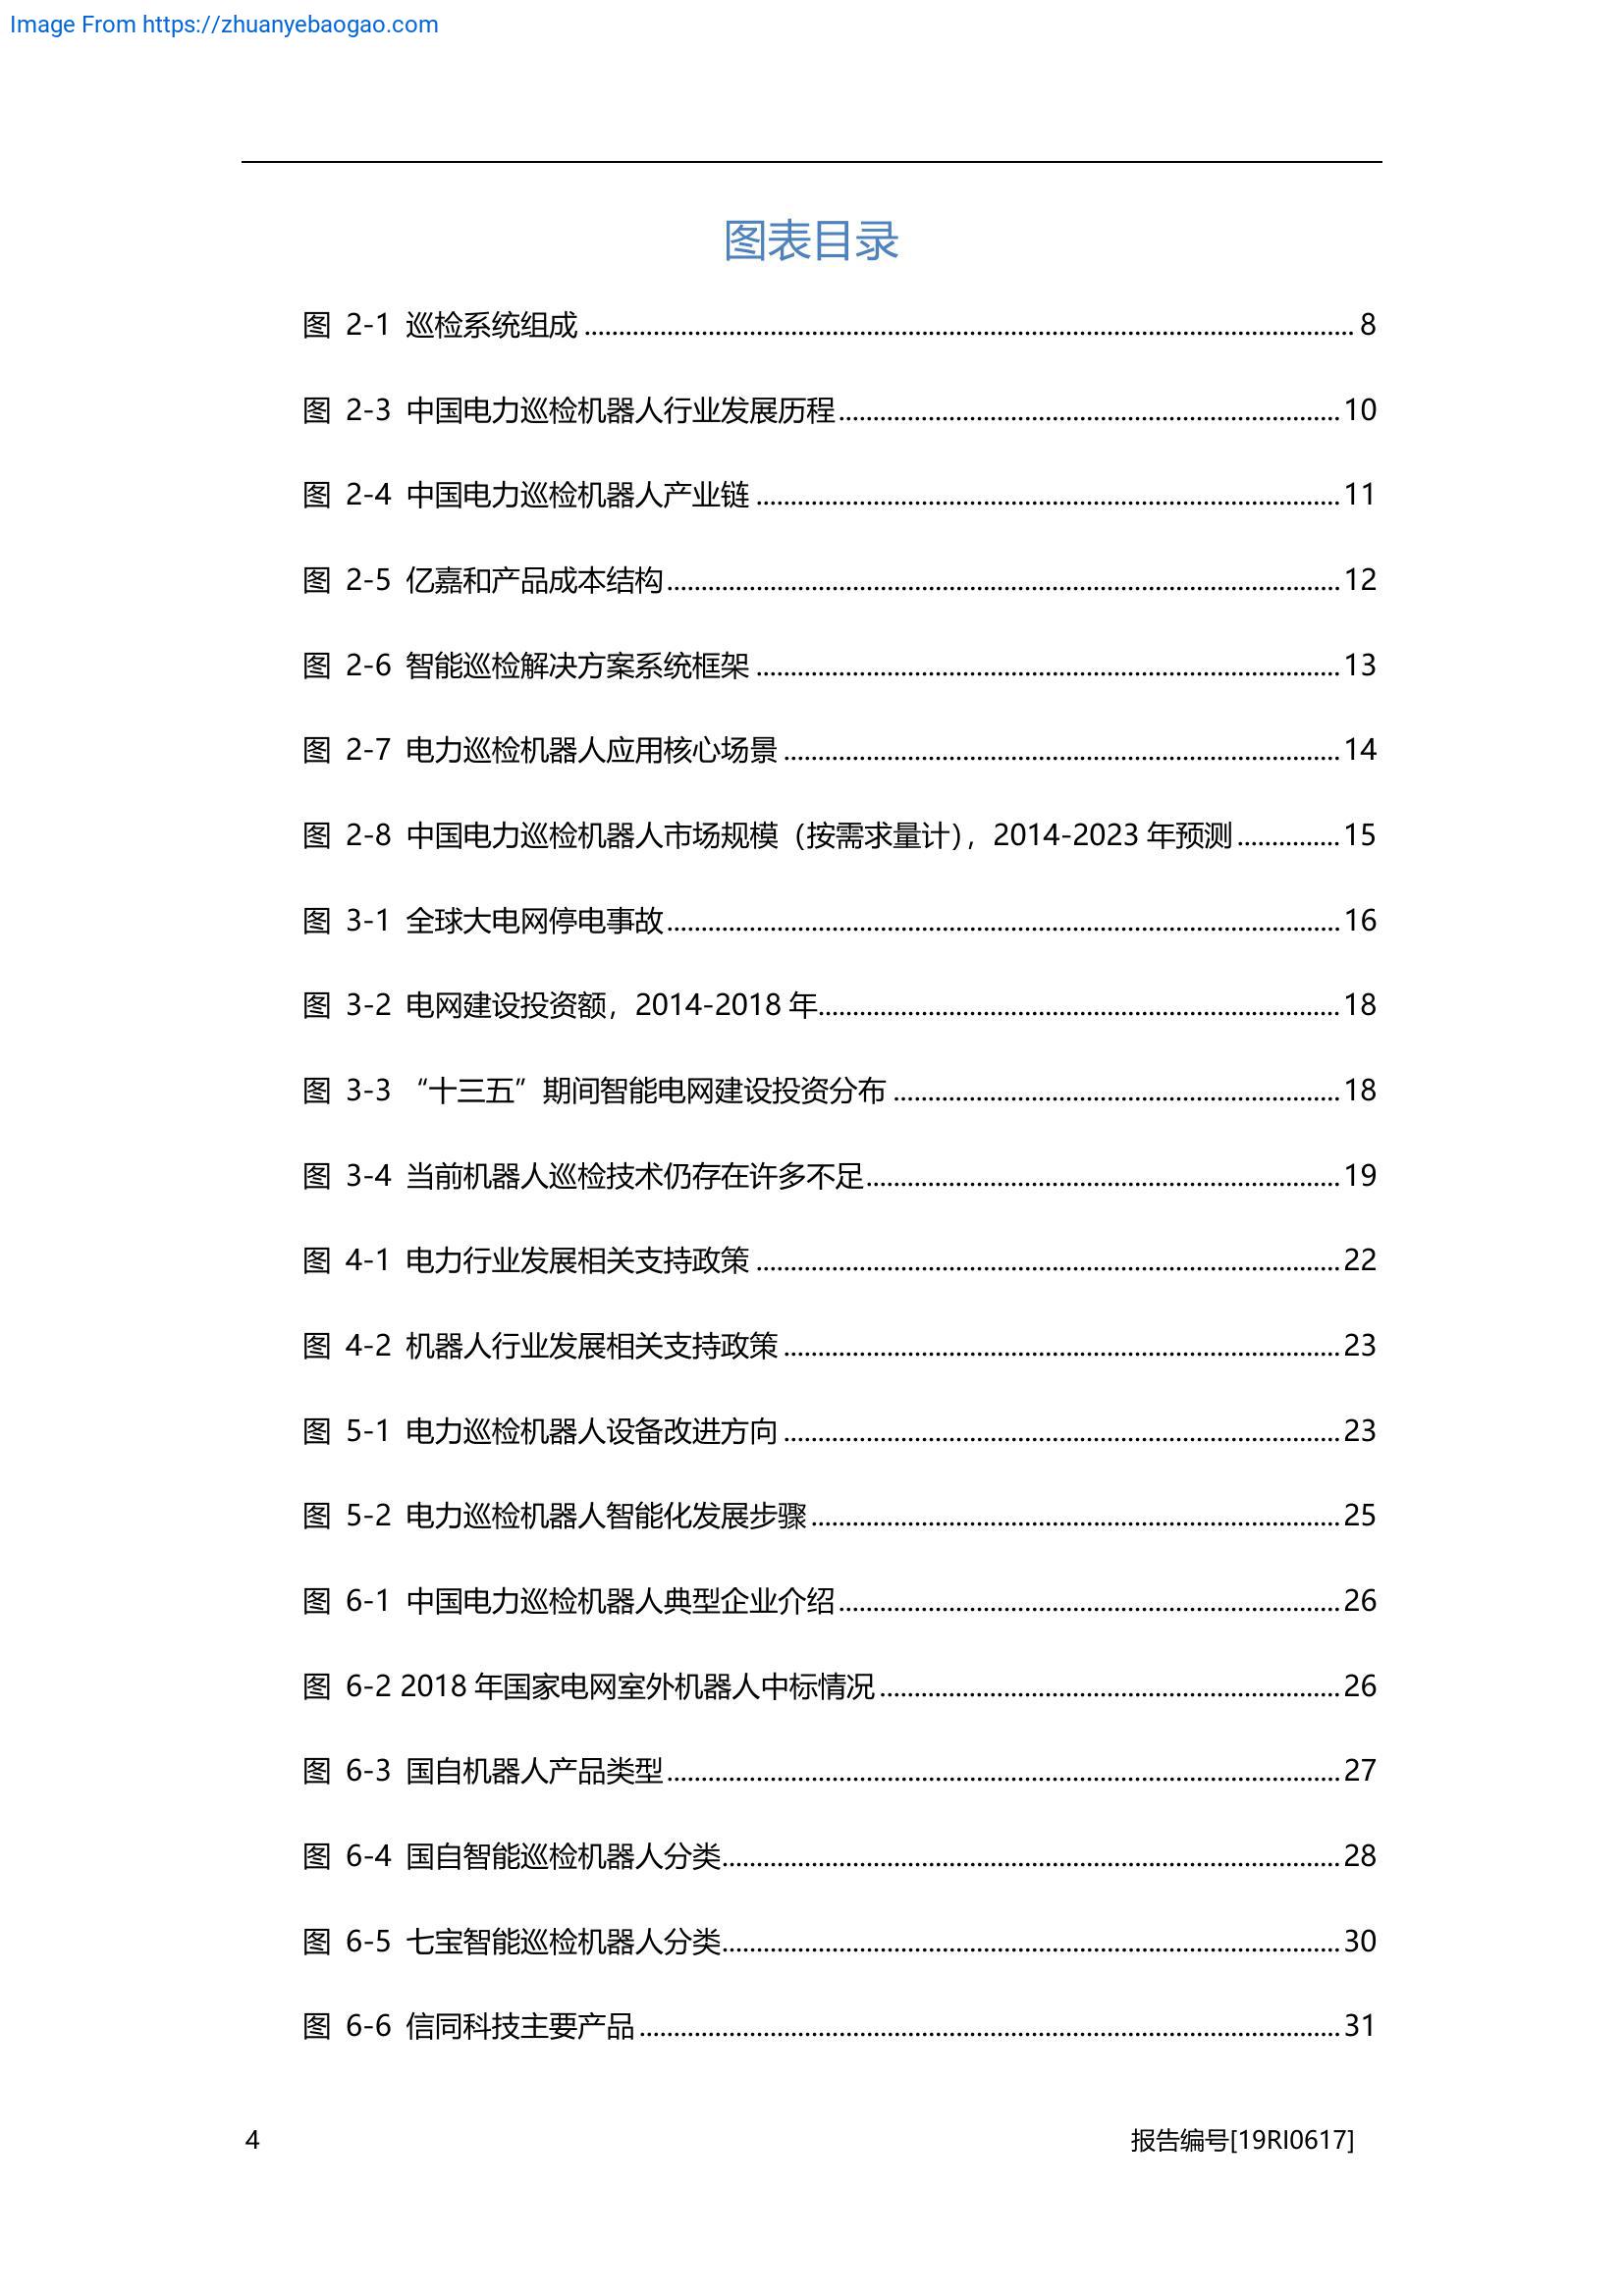 Image From https://zhuanyebaogao.com
图表目录
图 2-1 巡检系统组成 ........ 8
图 2-3 中国电力巡检机器人行业发展历程 ........ 10
图 2-4 中国电力巡检机器人产业链 ........ 11
图 2-5 亿嘉和产品成本结构 ........ 12
图 2-6 智能巡检解决方案系统框架 ........ 13
图 2-7 电力巡检机器人应用核心场景 ........ 14
图 2-8 中国电力巡检机器人市场规模（按需求量计），2014-2023 年预测 ........ 15
图 3-1 全球大电网停电事故 ........ 16
图 3-2 电网建设投资额，2014-2018 年 ........ 18
图 3-3 “十三五”期间智能电网建设投资分布 ........ 18
图 3-4 当前机器人巡检技术仍存在许多不足 ........ 19
图 4-1 电力行业发展相关支持政策 ........ 22
图 4-2 机器人行业发展相关支持政策 ........ 23
图 5-1 电力巡检机器人设备改进方向 ........ 23
图 5-2 电力巡检机器人智能化发展步骤 ........ 25
图 6-1 中国电力巡检机器人典型企业介绍 ........ 26
图 6-2 2018 年国家电网室外机器人中标情况 ........ 26
图 6-3 国自机器人产品类型 ........ 27
图 6-4 国自智能巡检机器人分类 ........ 28
图 6-5 七宝智能巡检机器人分类 ........ 30
图 6-6 信同科技主要产品 ........ 31
4 报告编号[19RI0617]